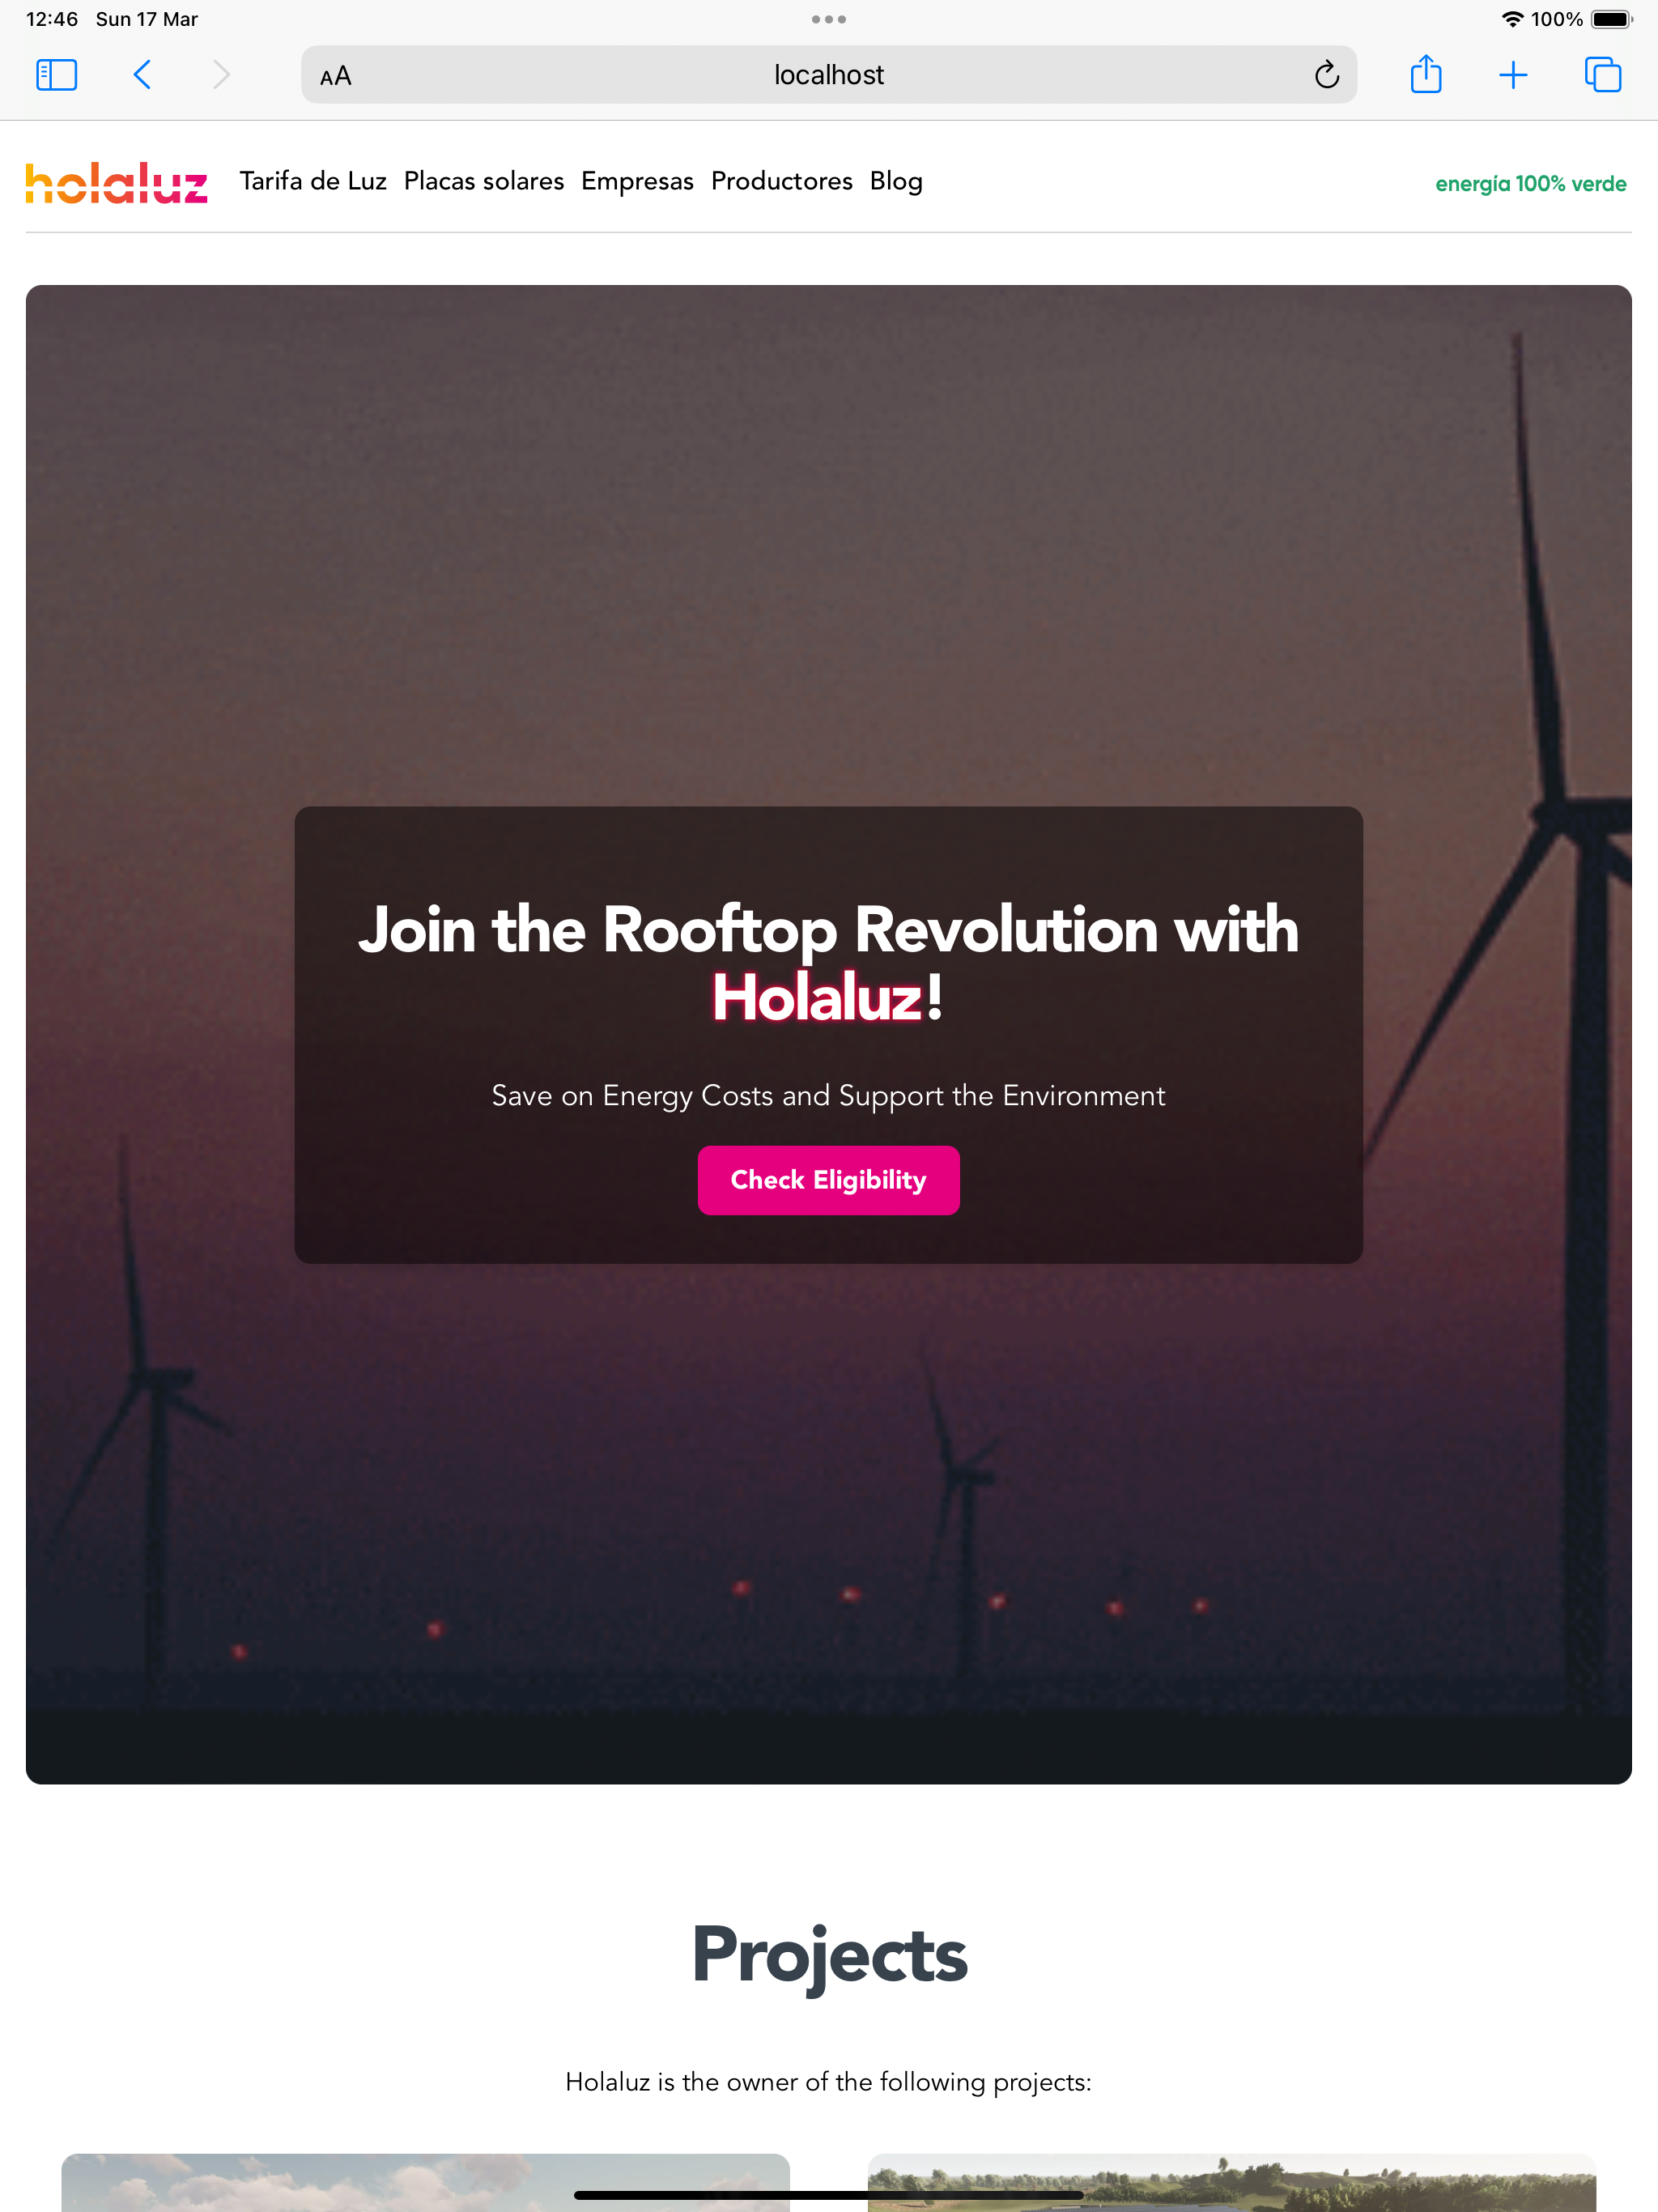 12:46 Sun 17 Mar
100%
AA
localhost
holaluz Tarifa de Luz Placas solares Empresas Productores Blog energía 100% verde
Join the Rooftop Revolution with
Holaluz!
Save on Energy Costs and Support the Environment
Check Eligibility
Projects
Holaluz is the owner of the following projects: